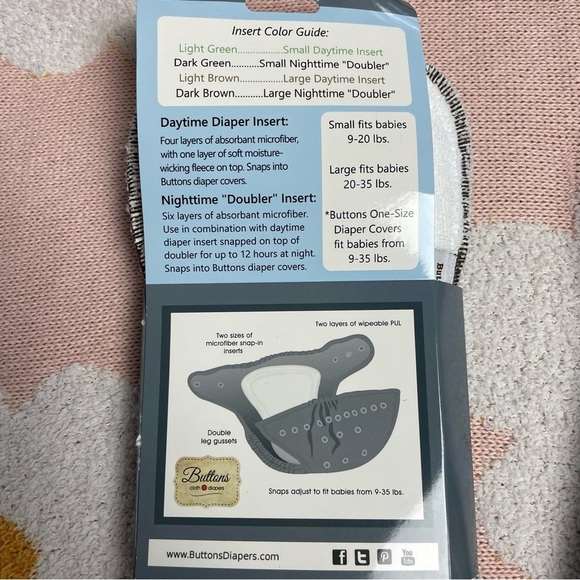 Insert Color Guide:
Light Green..................Small Daytime Insert
Dark Green...........Small Nighttime "Doubler"
Light Brown.............Large Daytime Insert
Dark Brown...........Large Nighttime "Doubler"
Daytime Diaper Insert:
Four layers of absorbant microfiber,
with one layer of soft moisture-
wicking fleece on top. Snaps into
Buttons diaper covers.
Nighttime "Doubler" Insert:
Six layers of absorbant microfiber.
Use in combination with daytime
diaper insert snapped on top of
doubler for up to 12 hours at night.
Snaps into Buttons diaper covers.
Small fits babies
9-20 lbs.
Large fits babies
20-35 lbs.
*Buttons One-Size
Diaper Covers
fit babies from
9-35 lbs.
Two sizes of
microfiber snap-in
inserts
Two layers of wipeable PUL
Double
leg gussets
Buttons
cloth diapers
Snaps adjust to fit babies from 9-35 lbs.
www.ButtonsDiapers.com
You
Tube